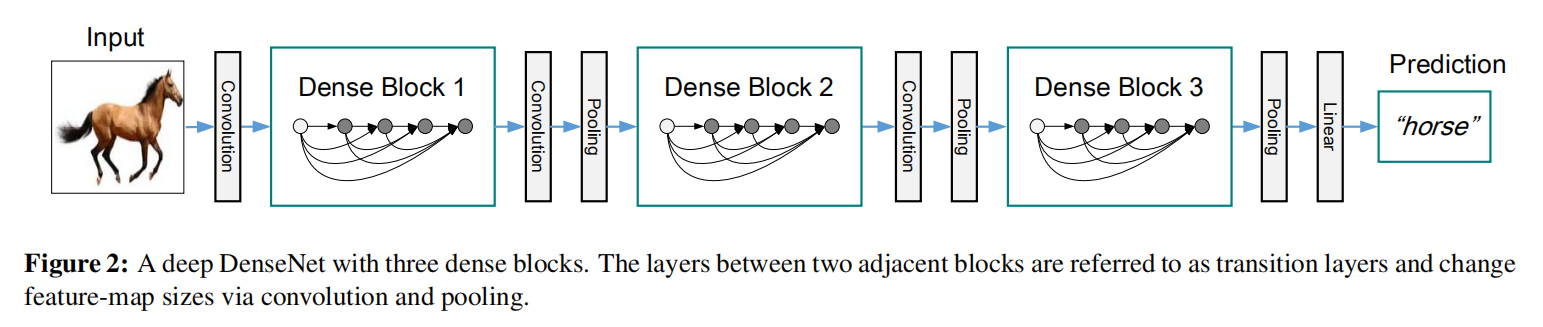 Input
Convolution
Dense Block 1
Convolution
Pooling
Dense Block 2
Convolution
Pooling
Dense Block 3
Pooling
Linear
Prediction
“horse”
Figure 2: A deep DenseNet with three dense blocks. The layers between two adjacent blocks are referred to as transition layers and change
feature-map sizes via convolution and pooling.